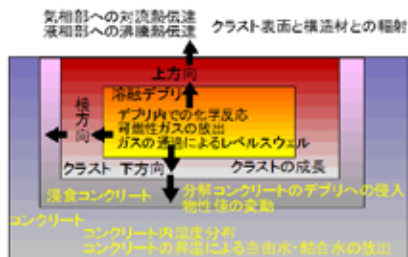 気相部への対流熱伝達
液相部への沸騰熱伝達
クラスト表面と構造材との輻射
上方向
溶融デブリ
横方向
デブリ内での化学反応
可燃性ガスの放出
ガスの通過によるレベルスウェル
クラスト 下方向 クラストの成長
浸食コンクリート
分解コンクリートのデブリへの侵入
物性値の変動
コンクリート
コンクリート内温度分布
コンクリートの昇温による自由水・結合水の放出